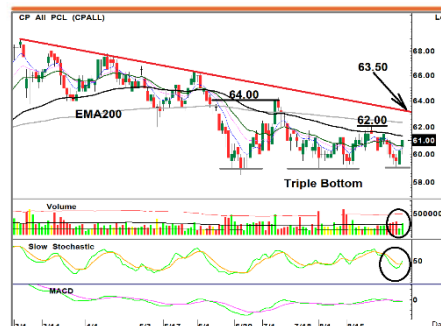 CP All PCL (CPALL)
68.00
66.00
64.00
62.00
61.00
60.00
58.00
63.50
64.00
62.00
EMA200
Triple Bottom
Volume
500000
Slow Stochastic
50
MACD
0